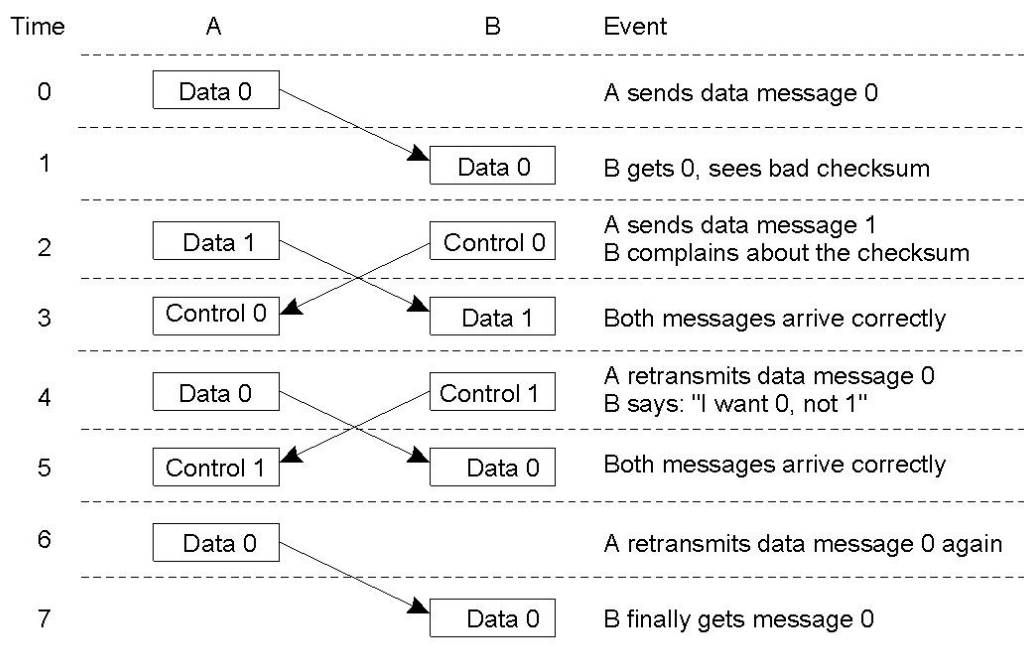 Time A B Event
0 Data 0 A sends data message 0
1 Data 0 B gets 0, sees bad checksum
2 Data 1 Control 0 A sends data message 1
B complains about the checksum
3 Control 0 Data 1 Both messages arrive correctly
4 Data 0 Control 1 A retransmits data message 0
B says: "I want 0, not 1"
5 Control 1 Data 0 Both messages arrive correctly
6 Data 0 A retransmits data message 0 again
7 Data 0 B finally gets message 0